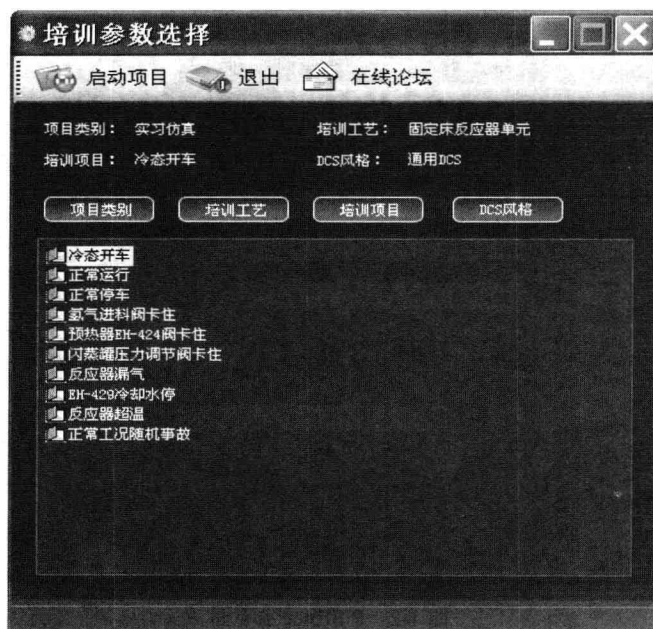 培训参数选择
启动项目 退出 在线论坛
项目类别： 实习仿真 培训工艺： 固定床反应器单元
培训项目： 冷态开车 DCS风格： 通用DCS
项目类别 培训工艺 培训项目 DCS风格
冷态开车
正常运行
正常停车
氢气进料阀卡住
预热器EH-424阀卡住
闪蒸罐压力调节阀卡住
反应器漏气
EH-429冷却水停
反应器超温
正常工况随机事故